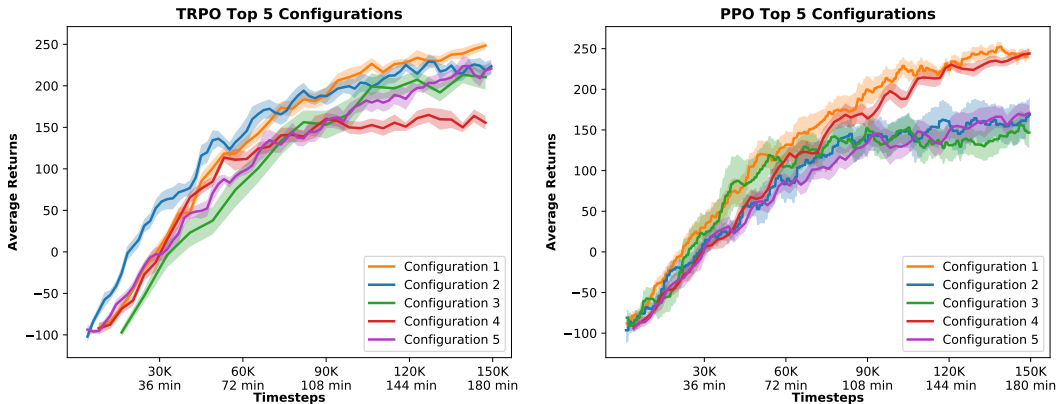 TRPO Top 5 Configurations
Average Returns
250
200
150
100
50
0
−50
−100
Configuration 1
Configuration 2
Configuration 3
Configuration 4
Configuration 5
30K 60K 90K 120K 150K
36 min 72 min 108 min 144 min 180 min
Timesteps
PPO Top 5 Configurations
Average Returns
250
200
150
100
50
0
−50
−100
Configuration 1
Configuration 2
Configuration 3
Configuration 4
Configuration 5
30K 60K 90K 120K 150K
36 min 72 min 108 min 144 min 180 min
Timesteps